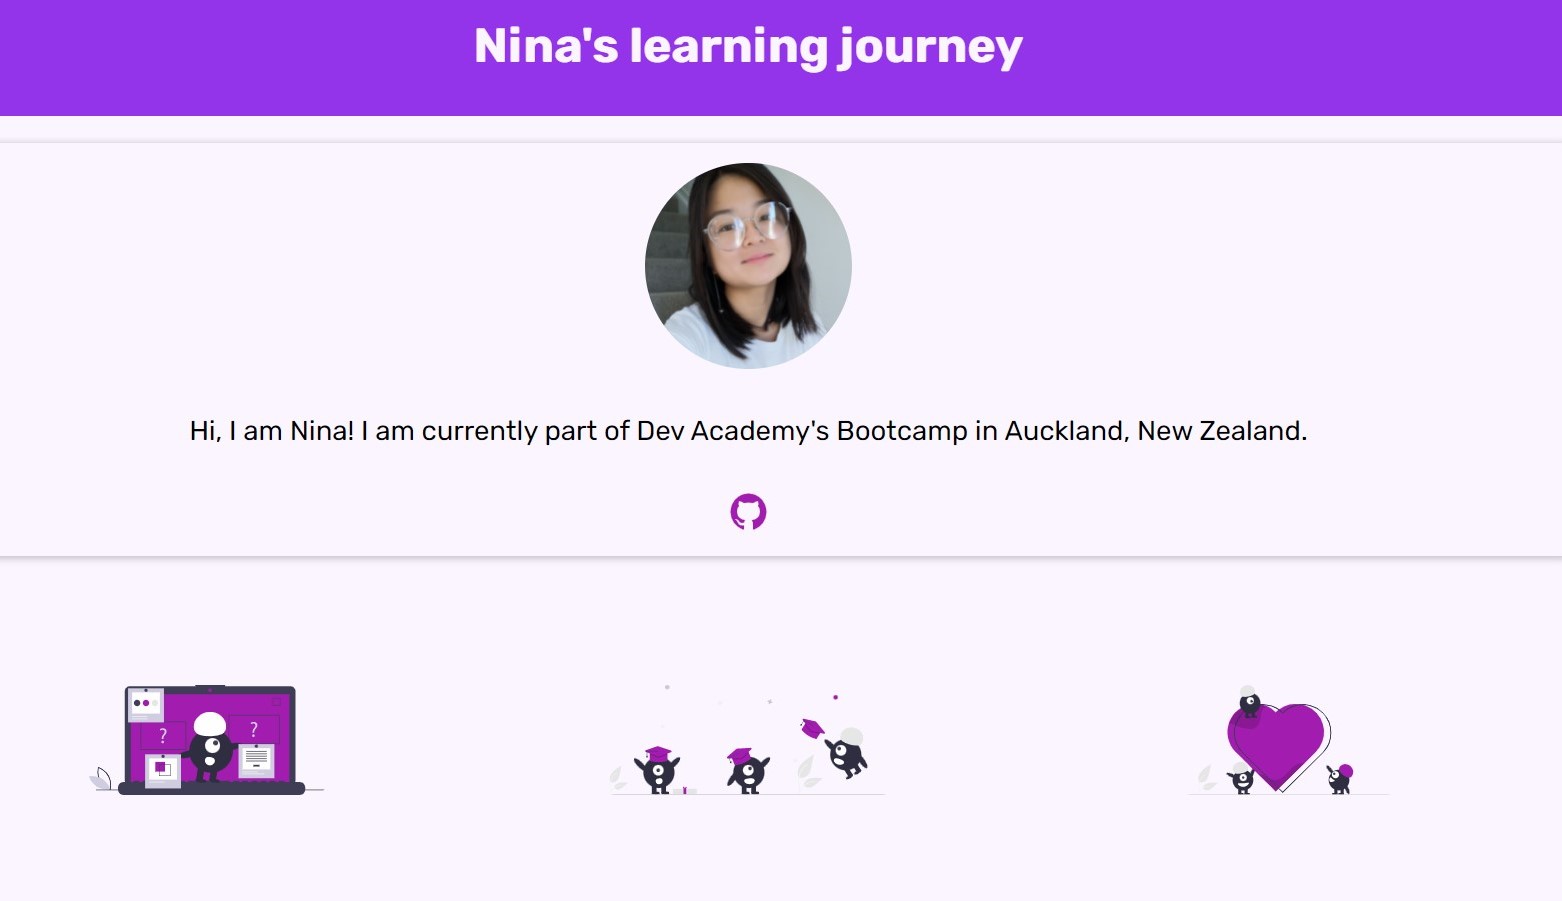 Nina's learning journey
Hi, I am Nina! I am currently part of Dev Academy's Bootcamp in Auckland, New Zealand.
? ?